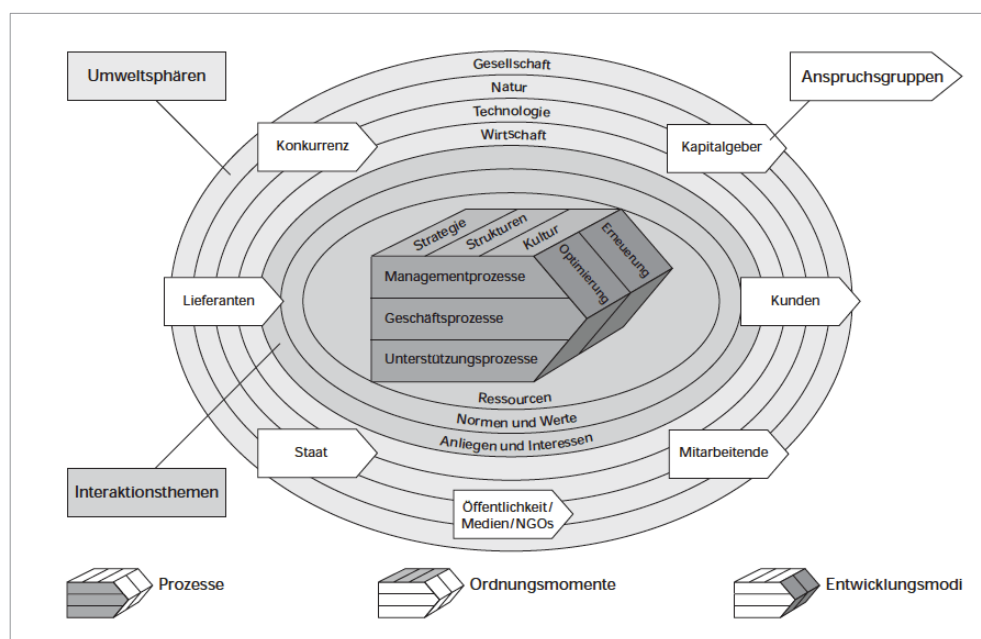 Umweltsphären
Anspruchsgruppen
Gesellschaft
Natur
Technologie
Wirtschaft
Konkurrenz
Kapitalgeber
Strategie
Strukturen
Kultur
Optimierung
Erneuerung
Managementprozesse
Geschäftsprozesse
Unterstützungsprozesse
Lieferanten
Kunden
Ressourcen
Normen und Werte
Anliegen und Interessen
Staat
Mitarbeitende
Interaktionsthemen
Öffentlichkeit/
Medien/NGOs
Prozesse
Ordnungsmomente
Entwicklungsmodi